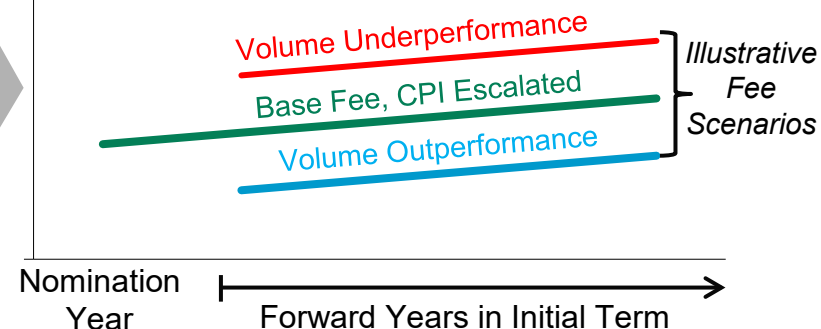 Volume Underperformance
Base Fee, CPI Escalated
Volume Outperformance
Illustrative
Fee
Scenarios
Nomination
Year
Forward Years in Initial Term